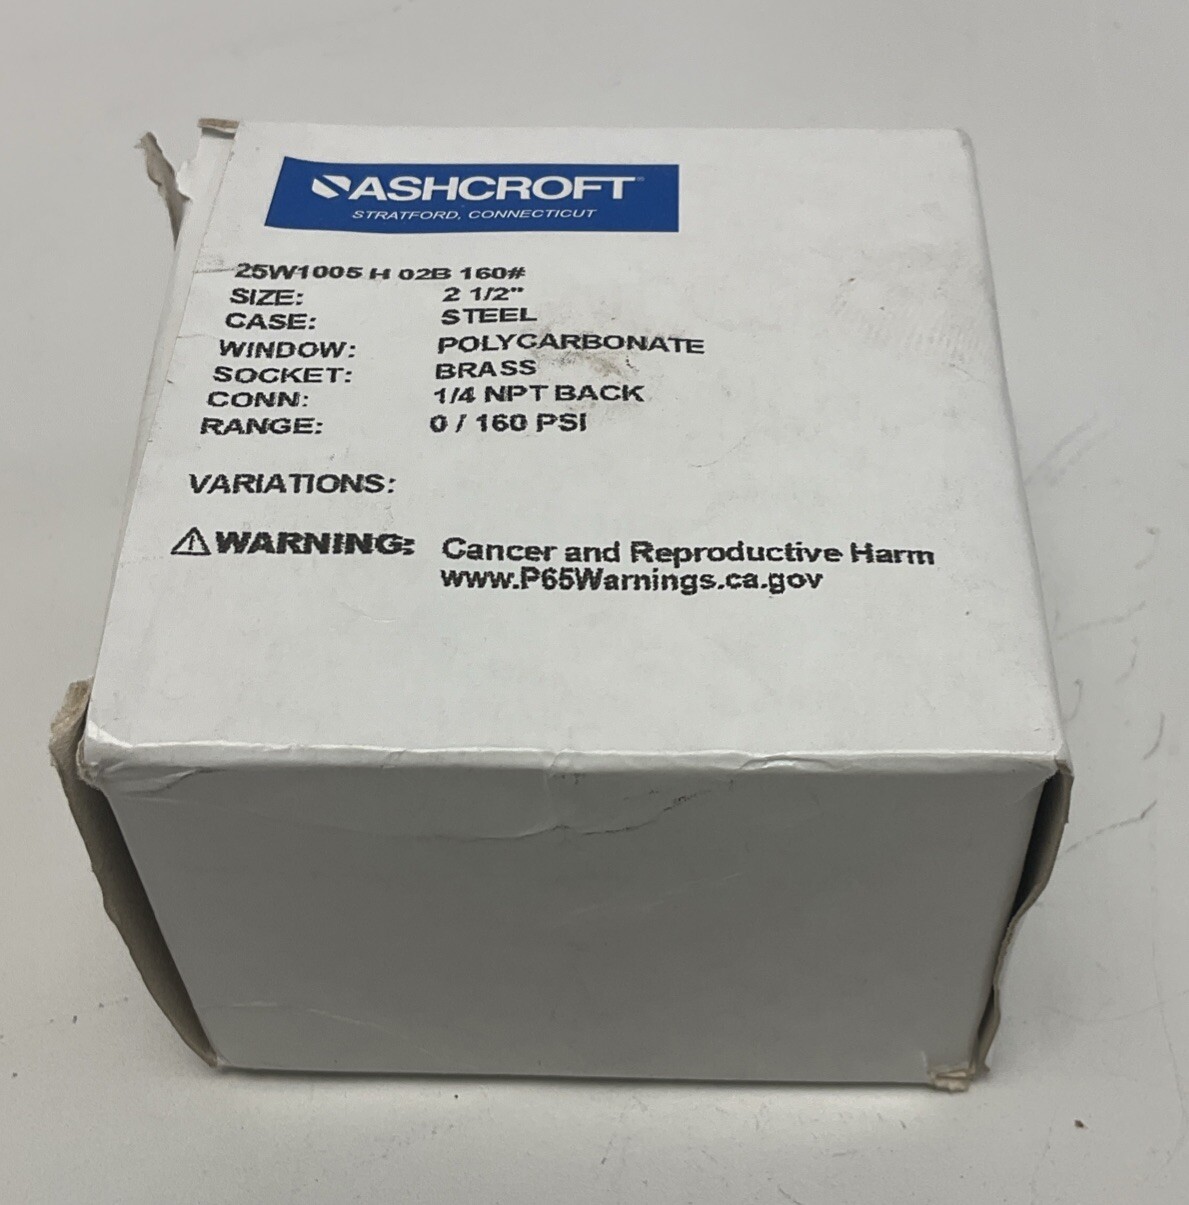 ASHCROFT
STRATFORD, CONNECTICUT
25W1005 H 02B 160#
SIZE: 2 1/2"
CASE: STEEL
WINDOW: POLYCARBONATE
SOCKET: BRASS
CONN: 1/4 NPT BACK
RANGE: 0 / 160 PSI
VARIATIONS:
⚠WARNING: Cancer and Reproductive Harm
www.P65Warnings.ca.gov